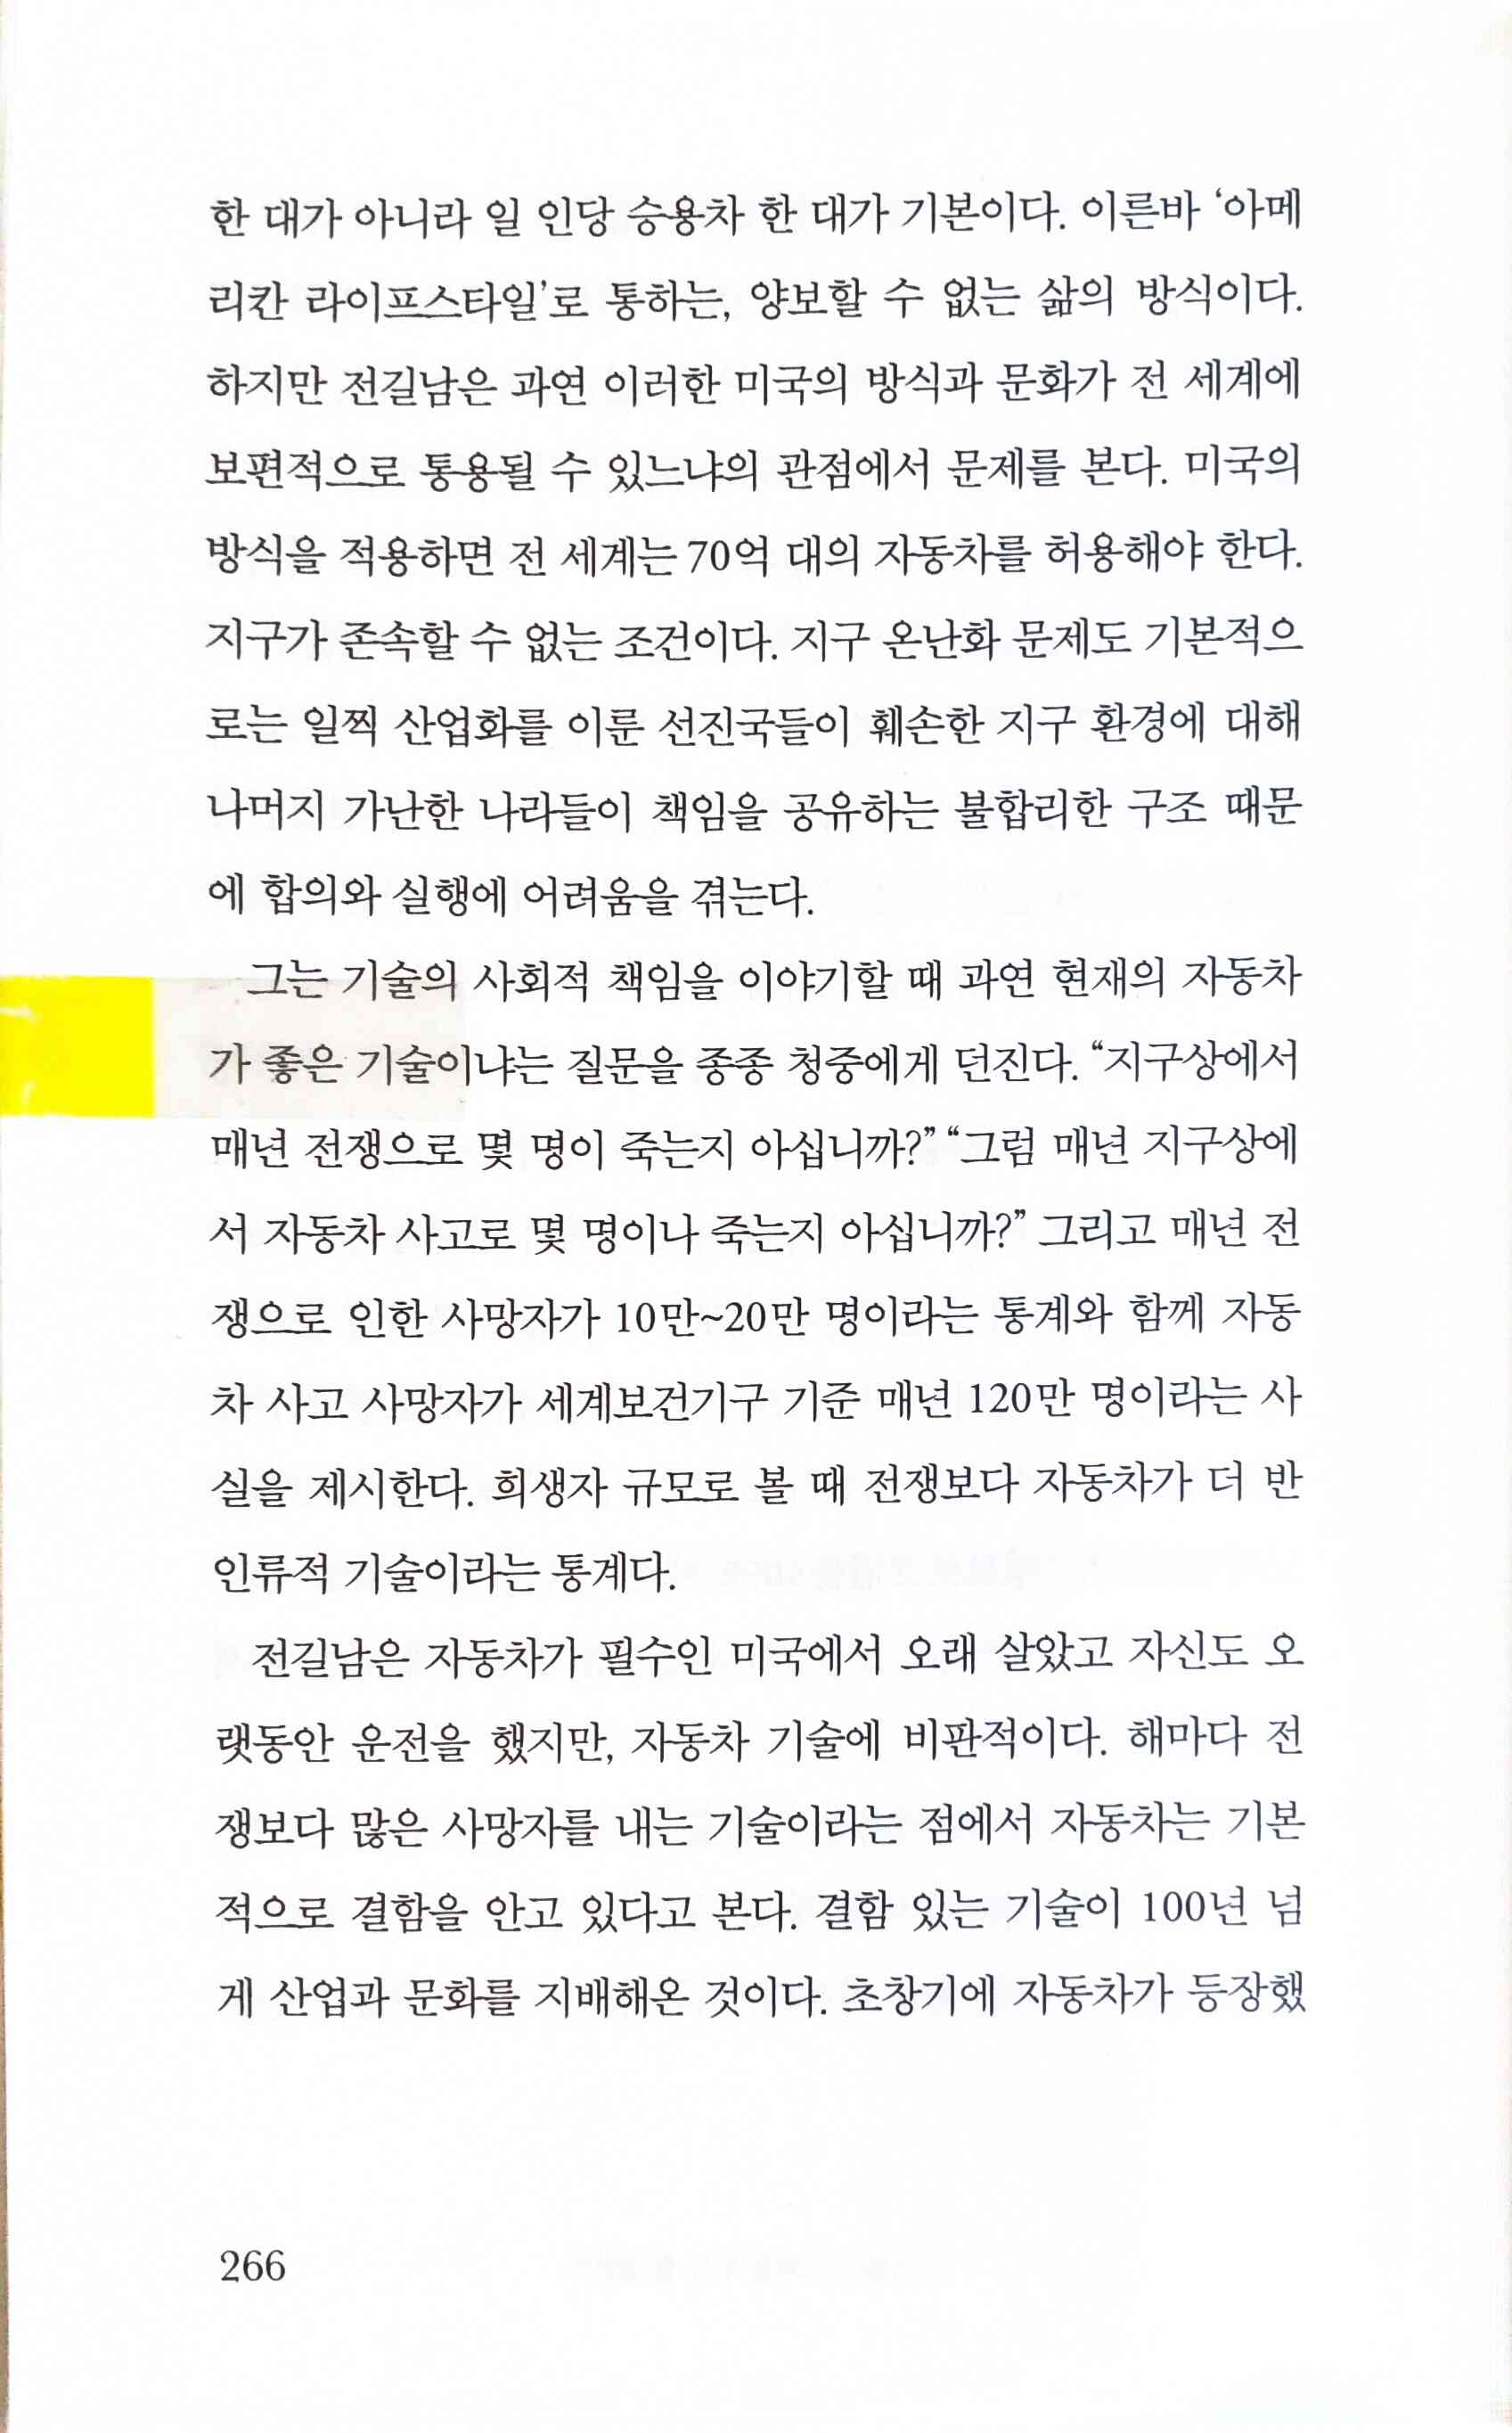 한 대가 아니라 일 인당 승용차 한 대가 기본이다. 이른바 ‘아메
리칸 라이프스타일’로 통하는, 양보할 수 없는 삶의 방식이다.
하지만 전길남은 과연 이러한 미국의 방식과 문화가 전 세계에
보편적으로 통용될 수 있느냐의 관점에서 문제를 본다. 미국의
방식을 적용하면 전 세계는 70억 대의 자동차를 허용해야 한다.
지구가 존속할 수 없는 조건이다. 지구 온난화 문제도 기본적으
로는 일찍 산업화를 이룬 선진국들이 훼손한 지구 환경에 대해
나머지 가난한 나라들이 책임을 공유하는 불합리한 구조 때문
에 합의와 실행에 어려움을 겪는다.
그는 기술의 사회적 책임을 이야기할 때 과연 현재의 자동차
가 좋은 기술이냐는 질문을 종종 청중에게 던진다. “지구상에서
매년 전쟁으로 몇 명이 죽는지 아십니까?” “그럼 매년 지구상에
서 자동차 사고로 몇 명이나 죽는지 아십니까?” 그리고 매년 전
쟁으로 인한 사망자가 10만~20만 명이라는 통계와 함께 자동
차 사고 사망자가 세계보건기구 기준 매년 120만 명이라는 사
실을 제시한다. 희생자 규모로 볼 때 전쟁보다 자동차가 더 반
인류적 기술이라는 통계다.
전길남은 자동차가 필수인 미국에서 오래 살았고 자신도 오
랫동안 운전을 했지만, 자동차 기술에 비판적이다. 해마다 전
쟁보다 많은 사망자를 내는 기술이라는 점에서 자동차는 기본
적으로 결함을 안고 있다고 본다. 결함 있는 기술이 100년 넘
게 산업과 문화를 지배해온 것이다. 초창기에 자동차가 등장했
266